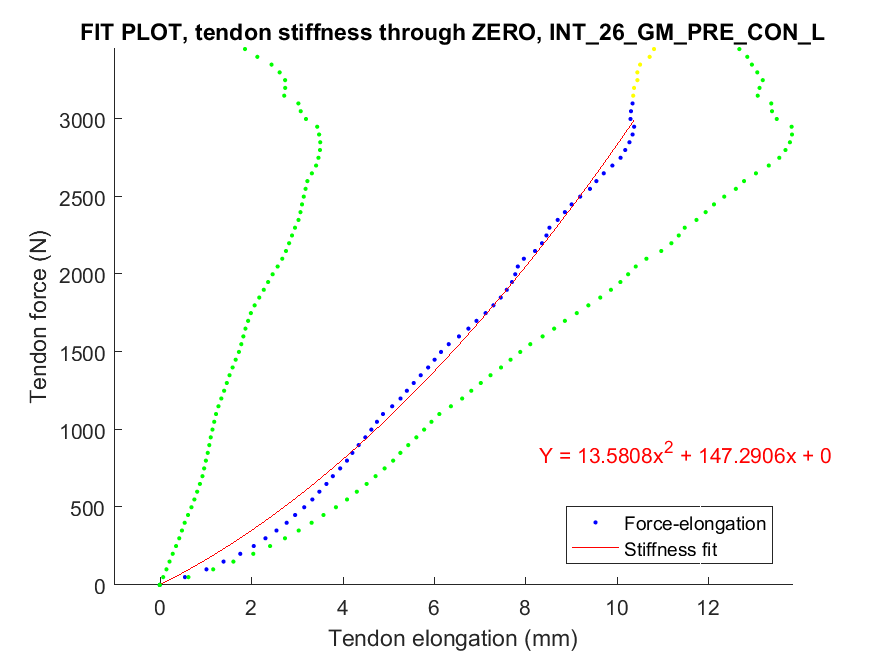 FIT PLOT, tendon stiffness through ZERO, INT_26_GM_PRE_CON_L
Tendon force (N)
3000
2500
2000
1500
1000
500
0
Y = 13.5808x² + 147.2906x + 0
Force-elongation
Stiffness fit
0 2 4 6 8 10 12
Tendon elongation (mm)